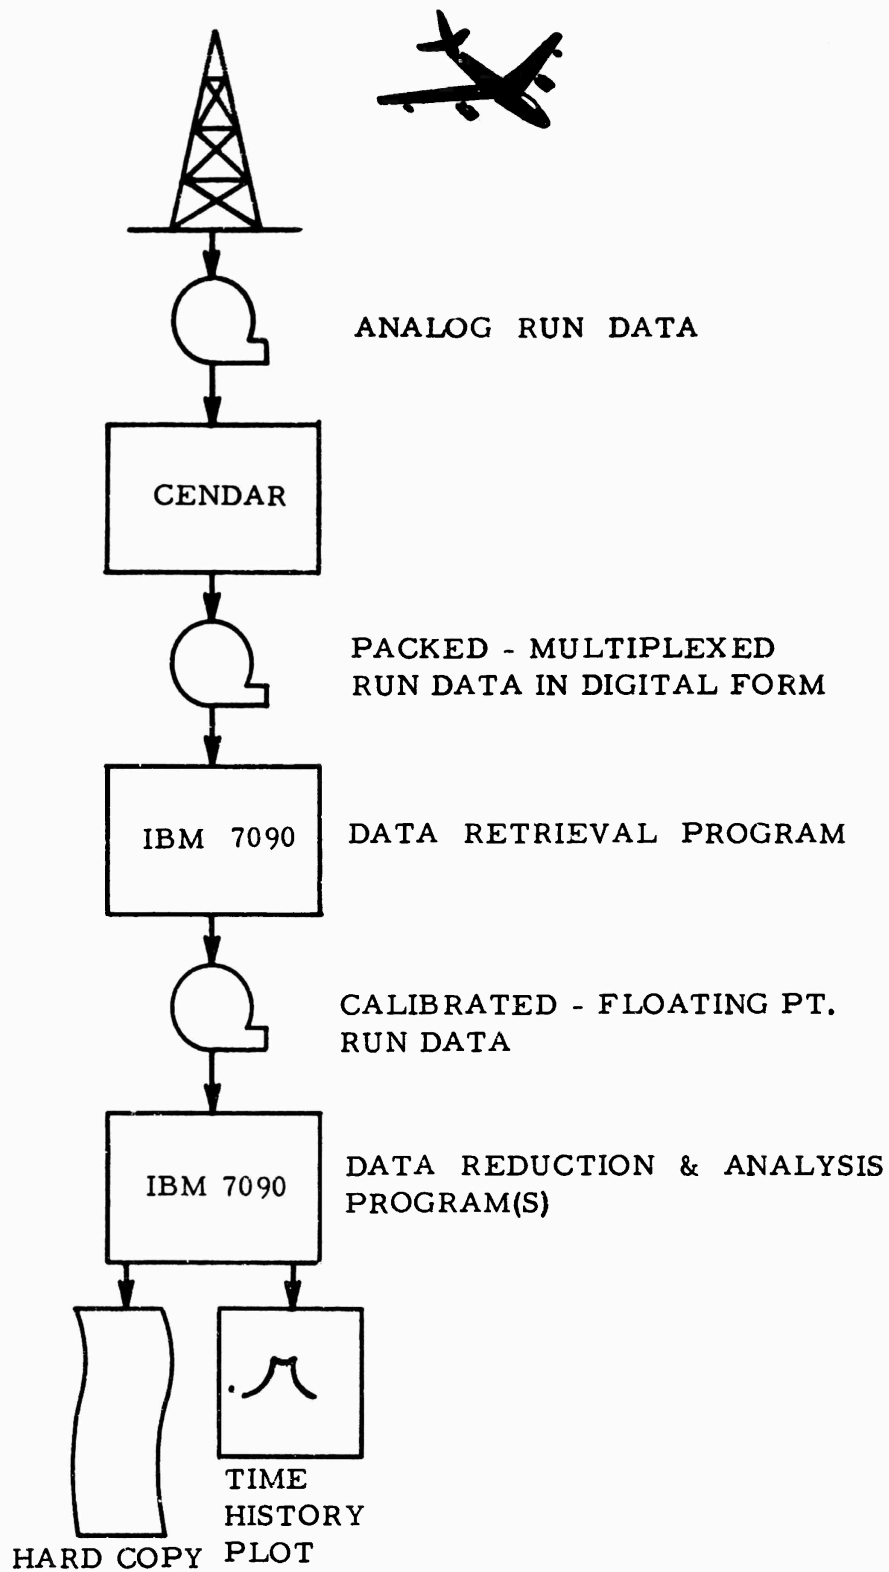 ANALOG RUN DATA
CENDAR
PACKED - MULTIPLEXED
RUN DATA IN DIGITAL FORM
IBM 7090
DATA RETRIEVAL PROGRAM
CALIBRATED - FLOATING PT.
RUN DATA
IBM 7090
DATA REDUCTION & ANALYSIS
PROGRAM(S)
TIME
HISTORY
PLOT
HARD COPY